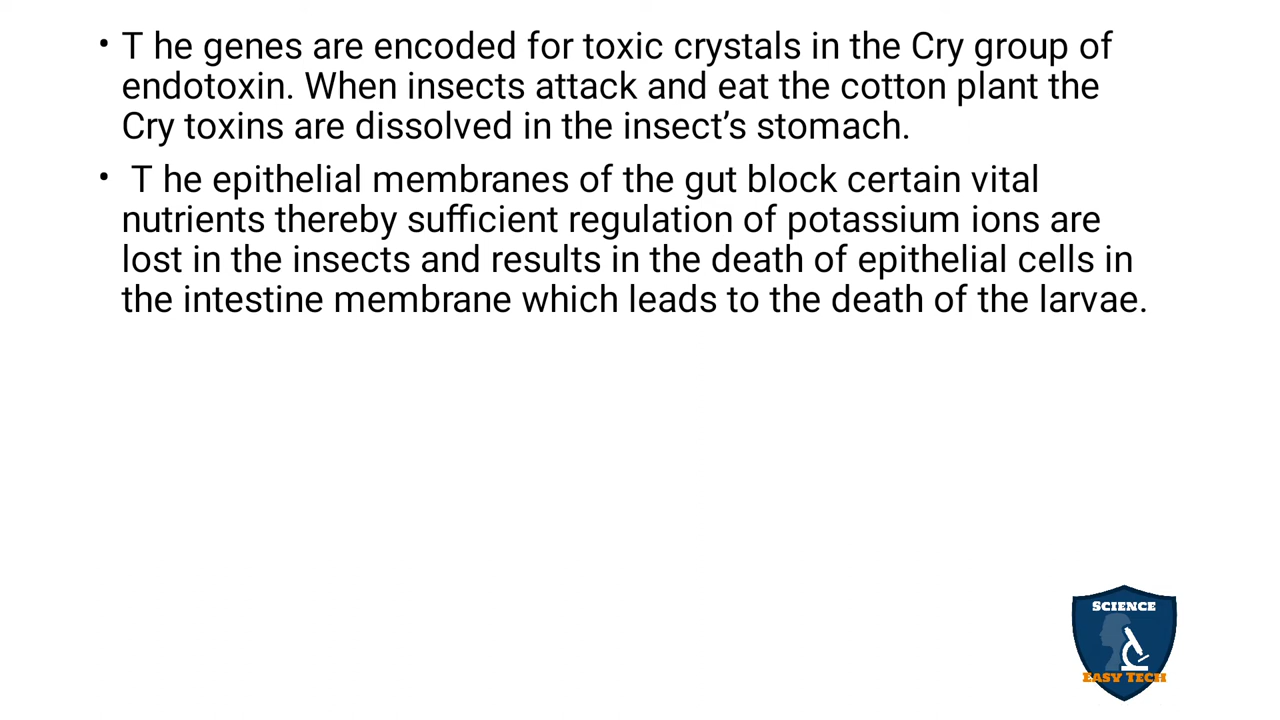 • T he genes are encoded for toxic crystals in the Cry group of
endotoxin. When insects attack and eat the cotton plant the
Cry toxins are dissolved in the insect’s stomach.
• T he epithelial membranes of the gut block certain vital
nutrients thereby sufficient regulation of potassium ions are
lost in the insects and results in the death of epithelial cells in
the intestine membrane which leads to the death of the larvae.
SCIENCE
EASY TECH